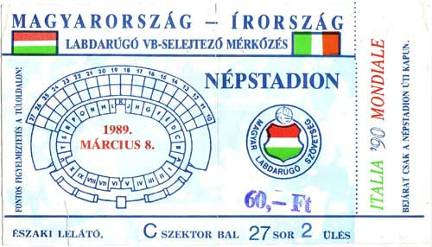 MAGYARORSZÁG – ÍRORSZÁG
LABDARÚGÓ VB-SELEJTEZŐ MÉRKŐZÉS
NÉPSTADION
1989.
MÁRCIUS 8.
MAGYAR LABDARUGÓ SZÖVETSÉG
60,–Ft
ÉSZAKI LELÁTÓ, C SZEKTOR BAL 27 SOR 2 ÜLÉS
FONTOS FIGYELMEZTETÉS A TÚLOLDALON!
ITALIA '90 MONDIALE
BEJÁRAT CSAK A NÉPSTADION ÚTI KAPUN.